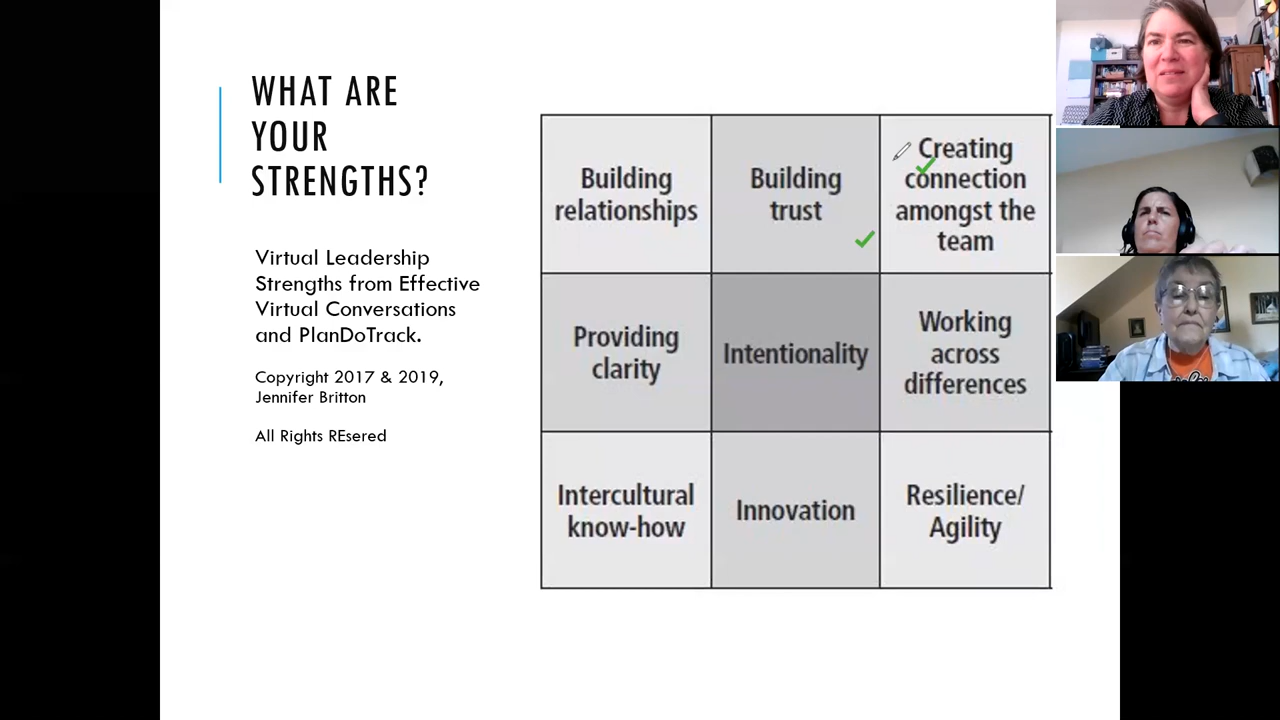 WHAT ARE
YOUR
STRENGTHS?
Virtual Leadership
Strengths from Effective
Virtual Conversations
and PlanDoTrack.
Copyright 2017 & 2019,
Jennifer Britton
All Rights REsered
Building
relationships
Building
trust
Creating
connection
amongst the
team
Providing
clarity
Intentionality
Working
across
differences
Intercultural
know-how
Innovation
Resilience/
Agility